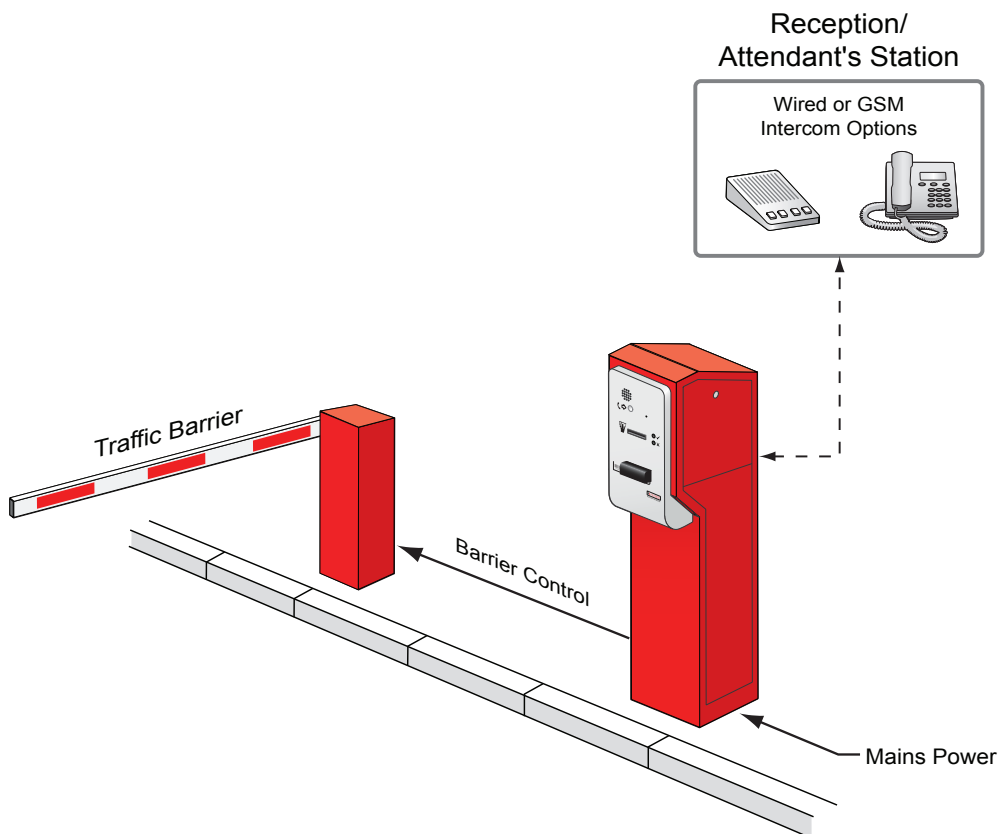 Reception/
Attendant's Station
Wired or GSM
Intercom Options
Traffic Barrier
Barrier Control
Mains Power